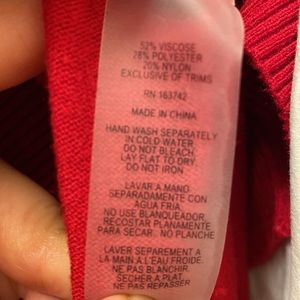 52% VISCOSE
28% POLYESTER
20% NYLON
EXCLUSIVE OF TRIMS
RN 163742
MADE IN CHINA
HAND WASH SEPARATELY
IN COLD WATER
DO NOT BLEACH.
LAY FLAT TO DRY.
DO NOT IRON
LAVAR A MANO
SEPARADAMENTE CON
AGUA FRIA.
NO USE BLANQUEADOR.
RECOSTAR PLANAMENTE
PARA SECAR. NO PLANCHE
LAVER SEPAREMENT A
LA MAIN A L'EAU FROIDE.
NE PAS BLANCHIR.
SECHER A PLAT.
NE PAS REPASSER